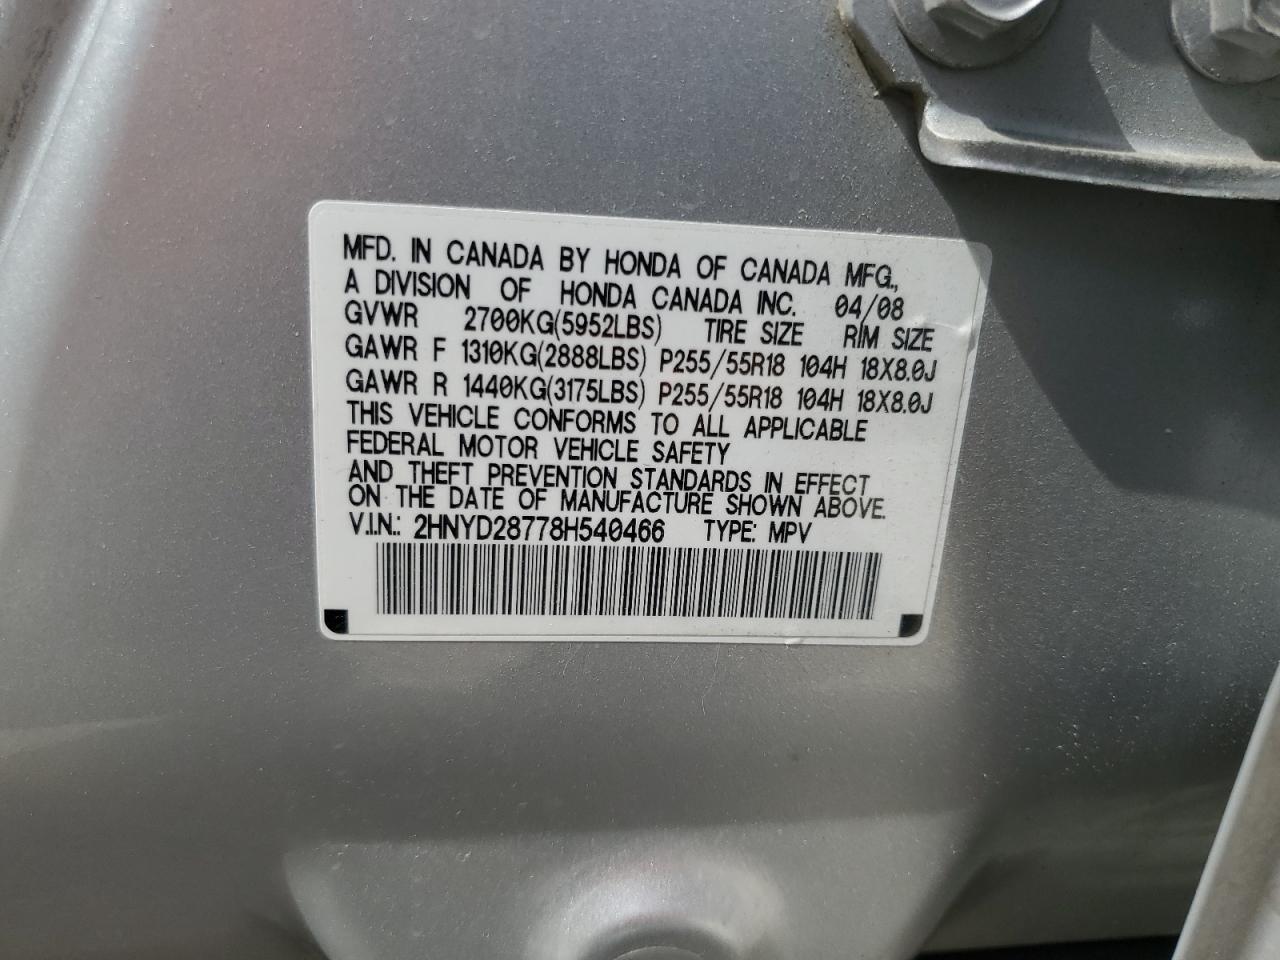 MFD. IN CANADA BY HONDA OF CANADA MFG.,
A DIVISION OF HONDA CANADA INC. 04/08
GVWR 2700KG(5952LBS) TIRE SIZE RIM SIZE
GAWR F 1310KG(2888LBS) P255/55R18 104H 18X8.0J
GAWR R 1440KG(3175LBS) P255/55R18 104H 18X8.0J
THIS VEHICLE CONFORMS TO ALL APPLICABLE
FEDERAL MOTOR VEHICLE SAFETY
AND THEFT PREVENTION STANDARDS IN EFFECT
ON THE DATE OF MANUFACTURE SHOWN ABOVE.
V.I.N.: 2HNYD28778H540466 TYPE: MPV